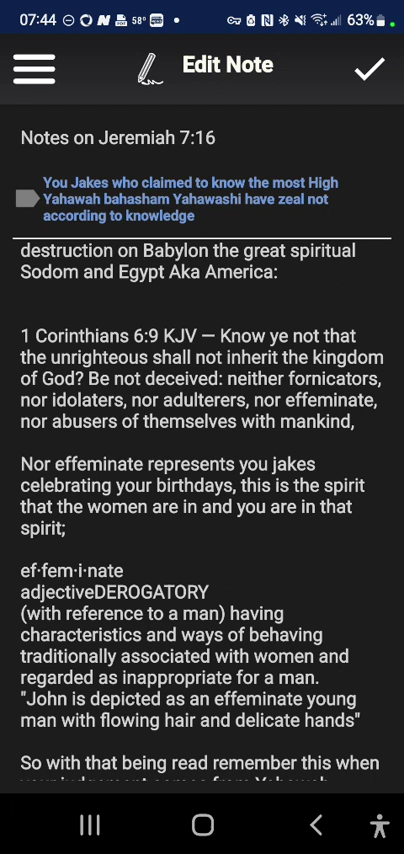 07:44
58°
63%
Edit Note
Notes on Jeremiah 7:16
You Jakes who claimed to know the most High
Yahawah bahasham Yahawashi have zeal not
according to knowledge
destruction on Babylon the great spiritual
Sodom and Egypt Aka America:
1 Corinthians 6:9 KJV — Know ye not that
the unrighteous shall not inherit the kingdom
of God? Be not deceived: neither fornicators,
nor idolaters, nor adulterers, nor effeminate,
nor abusers of themselves with mankind,
Nor effeminate represents you jakes
celebrating your birthdays, this is the spirit
that the women are in and you are in that
spirit;
ef·fem·i·nate
adjectiveDEROGATORY
(with reference to a man) having
characteristics and ways of behaving
traditionally associated with women and
regarded as inappropriate for a man.
"John is depicted as an effeminate young
man with flowing hair and delicate hands"
So with that being read remember this when